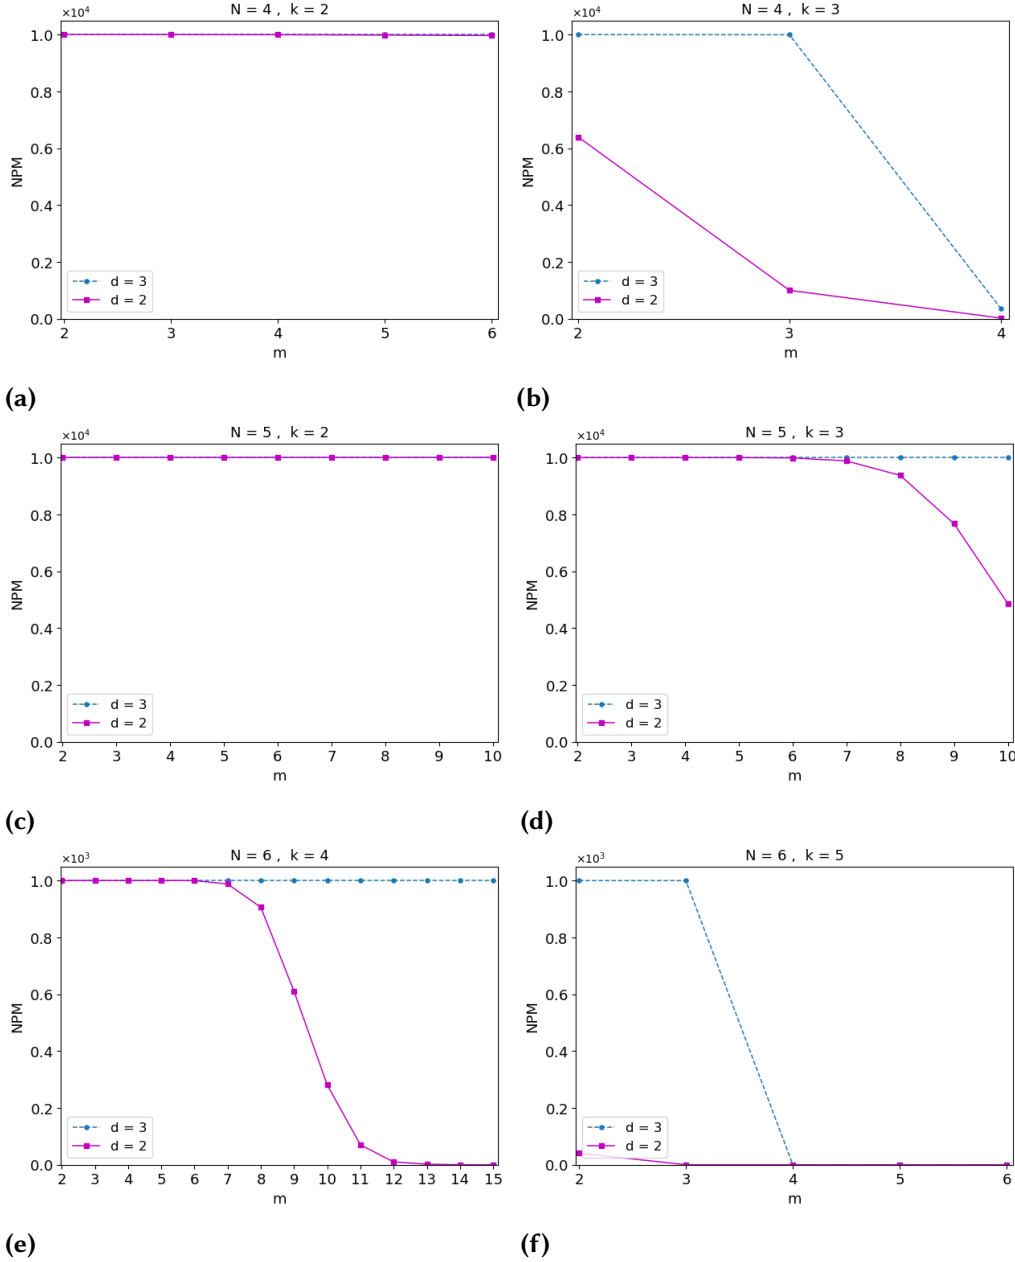 N = 4 , k = 2
×10⁴
1.0
0.8
0.6
0.4
0.2
0.0
NPM
d = 3
d = 2
2 3 4 5 6
m
(a)
N = 4 , k = 3
×10⁴
1.0
0.8
0.6
0.4
0.2
0.0
NPM
d = 3
d = 2
2 3 4
m
(b)
N = 5 , k = 2
×10⁴
1.0
0.8
0.6
0.4
0.2
0.0
NPM
d = 3
d = 2
2 3 4 5 6 7 8 9 10
m
(c)
N = 5 , k = 3
×10⁴
1.0
0.8
0.6
0.4
0.2
0.0
NPM
d = 3
d = 2
2 3 4 5 6 7 8 9 10
m
(d)
N = 6 , k = 4
×10³
1.0
0.8
0.6
0.4
0.2
0.0
NPM
d = 3
d = 2
2 3 4 5 6 7 8 9 10 11 12 13 14 15
m
(e)
N = 6 , k = 5
×10³
1.0
0.8
0.6
0.4
0.2
0.0
NPM
d = 3
d = 2
2 3 4 5 6
m
(f)